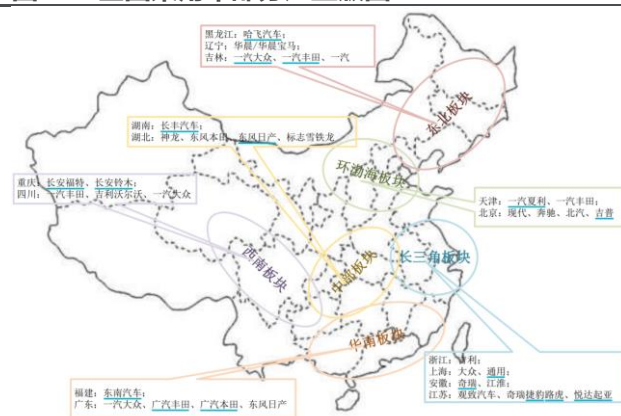 黑龙江：哈飞汽车；
辽宁：华晨/华晨宝马；
吉林：一汽大众、一汽丰田、一汽
东北板块
湖南：长丰汽车；
湖北：神龙、东风本田、东风日产、标志雪铁龙
环渤海板块
重庆：长安福特、长安铃木；
四川：一汽丰田、吉利沃尔沃、一汽大众
天津：一汽夏利、一汽丰田；
北京：现代、奔驰、北汽、吉普
西南板块
中部板块
长三角板块
华南板块
浙江：吉利；
上海：大众、通用；
安徽：奇瑞、江淮；
江苏：观致汽车、奇瑞捷豹路虎、悦达起亚
福建：东南汽车；
广东：一汽大众、广汽丰田、广汽本田、东风日产